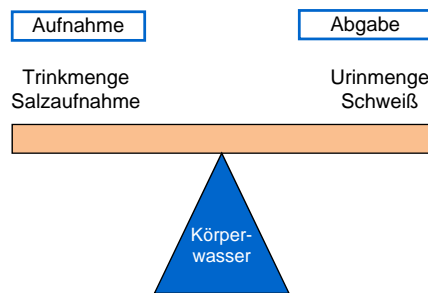 Aufnahme
Abgabe
Trinkmenge
Salzaufnahme
Urinmenge
Schweiß
Körper-
wasser